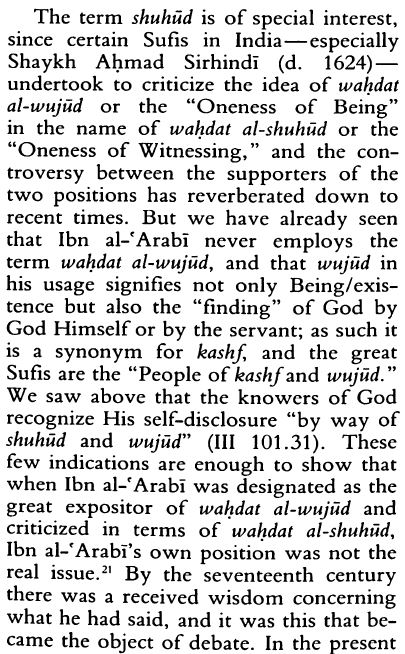 The term shuhūd is of special interest,
since certain Sufis in India—especially
Shaykh Aḥmad Sirhindī (d. 1624)—
undertook to criticize the idea of waḥdat
al-wujūd or the “Oneness of Being”
in the name of waḥdat al-shuhūd or the
“Oneness of Witnessing,” and the con-
troversy between the supporters of the
two positions has reverberated down to
recent times. But we have already seen
that Ibn al-ʿArabī never employs the
term waḥdat al-wujūd, and that wujūd in
his usage signifies not only Being/exis-
tence but also the “finding” of God by
God Himself or by the servant; as such it
is a synonym for kashf, and the great
Sufis are the “People of kashf and wujūd.”
We saw above that the knowers of God
recognize His self-disclosure “by way of
shuhūd and wujūd” (III 101.31). These
few indications are enough to show that
when Ibn al-ʿArabī was designated as the
great expositor of waḥdat al-wujūd and
criticized in terms of waḥdat al-shuhūd,
Ibn al-ʿArabī’s own position was not the
real issue.²¹ By the seventeenth century
there was a received wisdom concerning
what he had said, and it was this that be-
came the object of debate. In the present